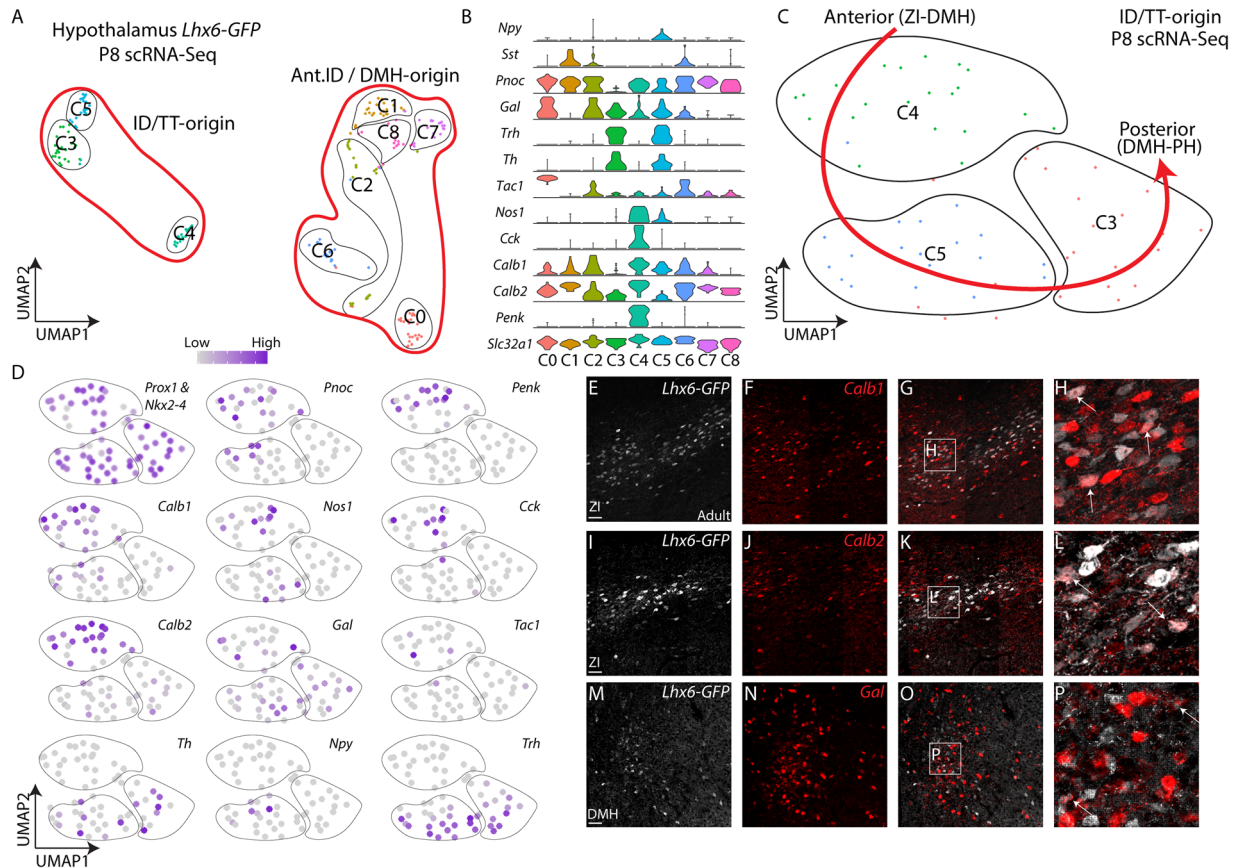 A
Hypothalamus Lhx6-GFP
P8 scRNA-Seq
C5
C3
ID/TT-origin
C4
Ant.ID / DMH-origin
C1
C8
C7
C2
C6
C0
UMAP2
UMAP1
B
Npy
Sst
Pnoc
Gal
Trh
Th
Tac1
Nos1
Cck
Calb1
Calb2
Penk
Slc32a1
C0 C1 C2 C3 C4 C5 C6 C7 C8
C
Anterior (ZI-DMH)
ID/TT-origin
P8 scRNA-Seq
C4
Posterior
(DMH-PH)
C3
C5
UMAP2
UMAP1
Low High
D
Prox1 &
Nkx2-4
Pnoc
Penk
Calb1
Nos1
Cck
Calb2
Gal
Tac1
Th
Npy
Trh
UMAP2
UMAP1
E Lhx6-GFP
ZI
Adult
F Calb1
G
H
H
I Lhx6-GFP
ZI
J Calb2
K
L
L
M Lhx6-GFP
DMH
N Gal
O
P
P